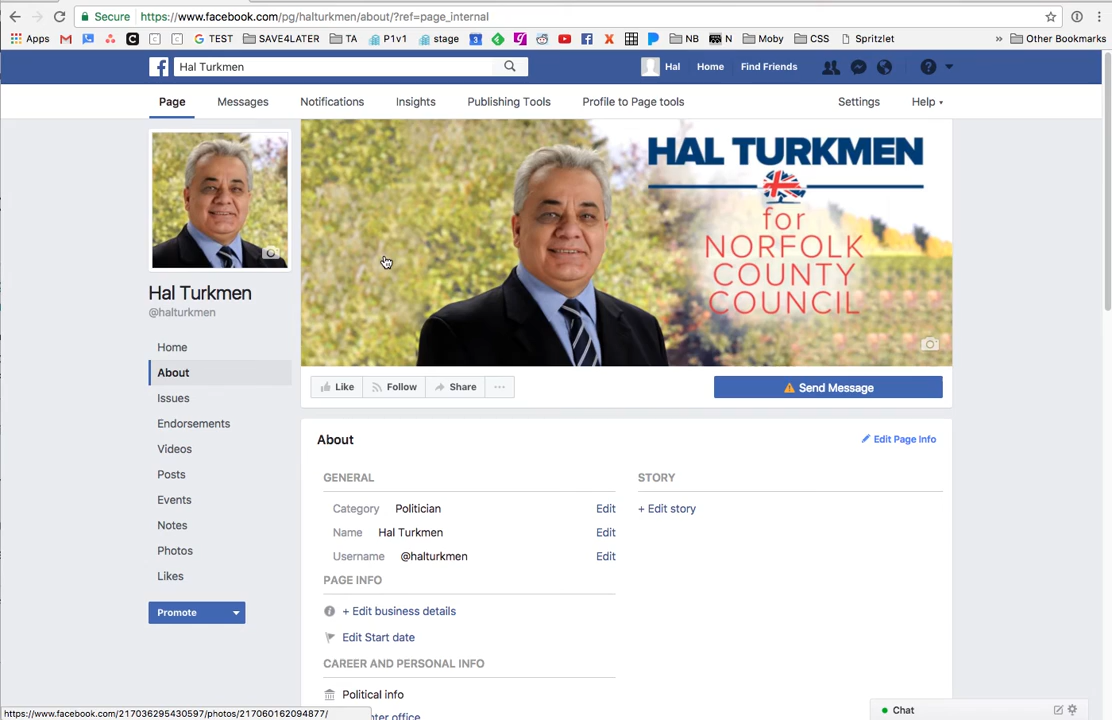 Secure https://www.facebook.com/pg/halturkmen/about/?ref=page_internal
Apps TEST SAVE4LATER TA P1v1 stage NB N Moby CSS Spritzlet » Other Bookmarks
Hal Turkmen
Hal Home Find Friends
Page Messages Notifications Insights Publishing Tools Profile to Page tools Settings Help
HAL TURKMEN
for
NORFOLK
COUNTY
COUNCIL
Hal Turkmen
@halturkmen
Home
About
Issues
Endorsements
Videos
Posts
Events
Notes
Photos
Likes
Promote
Like Follow Share ... Send Message
About
Edit Page Info
GENERAL
Category Politician Edit
Name Hal Turkmen Edit
Username @halturkmen Edit
PAGE INFO
+ Edit business details
Edit Start date
CAREER AND PERSONAL INFO
Political info
STORY
+ Edit story
https://www.facebook.com/217036295430597/photos/217060162094877/
Chat